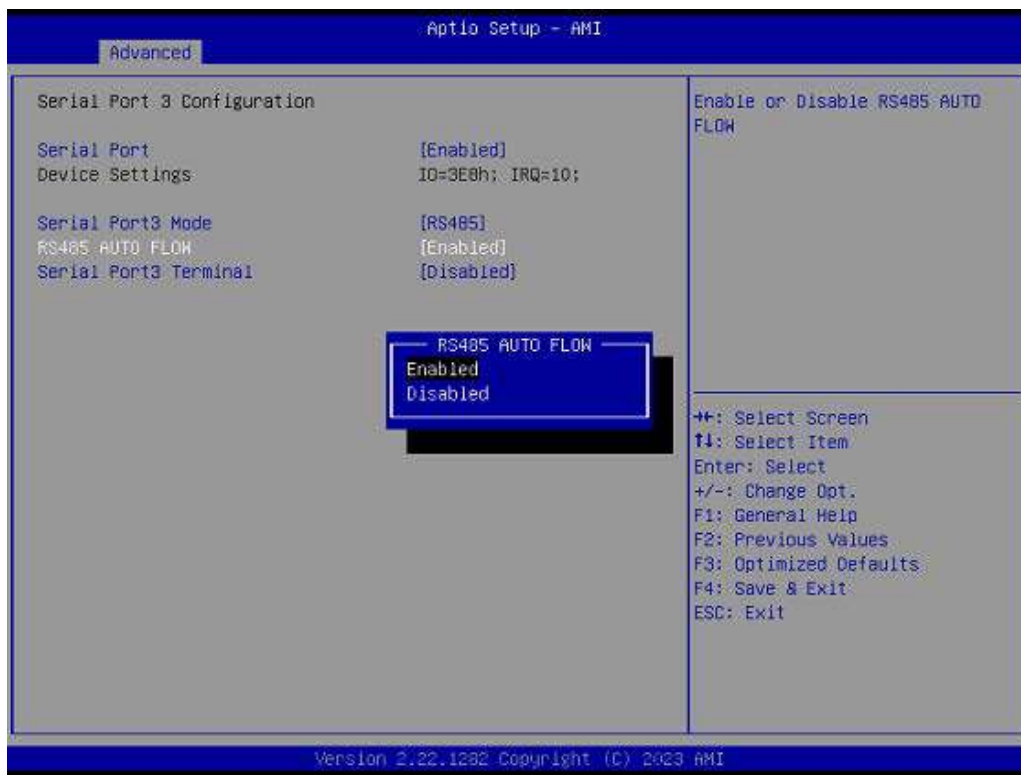 Aptio Setup - AMI
Advanced
Serial Port 3 Configuration
Serial Port [Enabled]
Device Settings IO=3E8h; IRQ=10;
Serial Port3 Mode [RS485]
RS485 AUTO FLOW [Enabled]
Serial Port3 Terminal [Disabled]
RS485 AUTO FLOW
Enabled
Disabled
Enable or Disable RS485 AUTO
FLOW
→←: Select Screen
↑↓: Select Item
Enter: Select
+/-: Change Opt.
F1: General Help
F2: Previous Values
F3: Optimized Defaults
F4: Save & Exit
ESC: Exit
Version 2.22.1282 Copyright (C) 2023 AMI